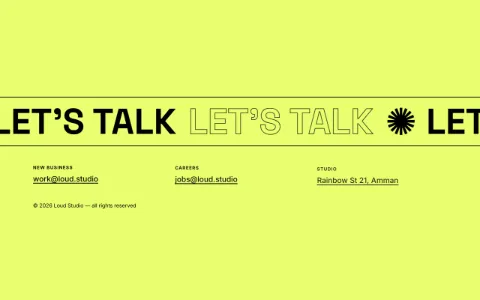 LET’S TALK LET’S TALK LET
NEW BUSINESS
work@loud.studio
CAREERS
jobs@loud.studio
STUDIO
Rainbow St 21, Amman
© 2026 Loud Studio — all rights reserved